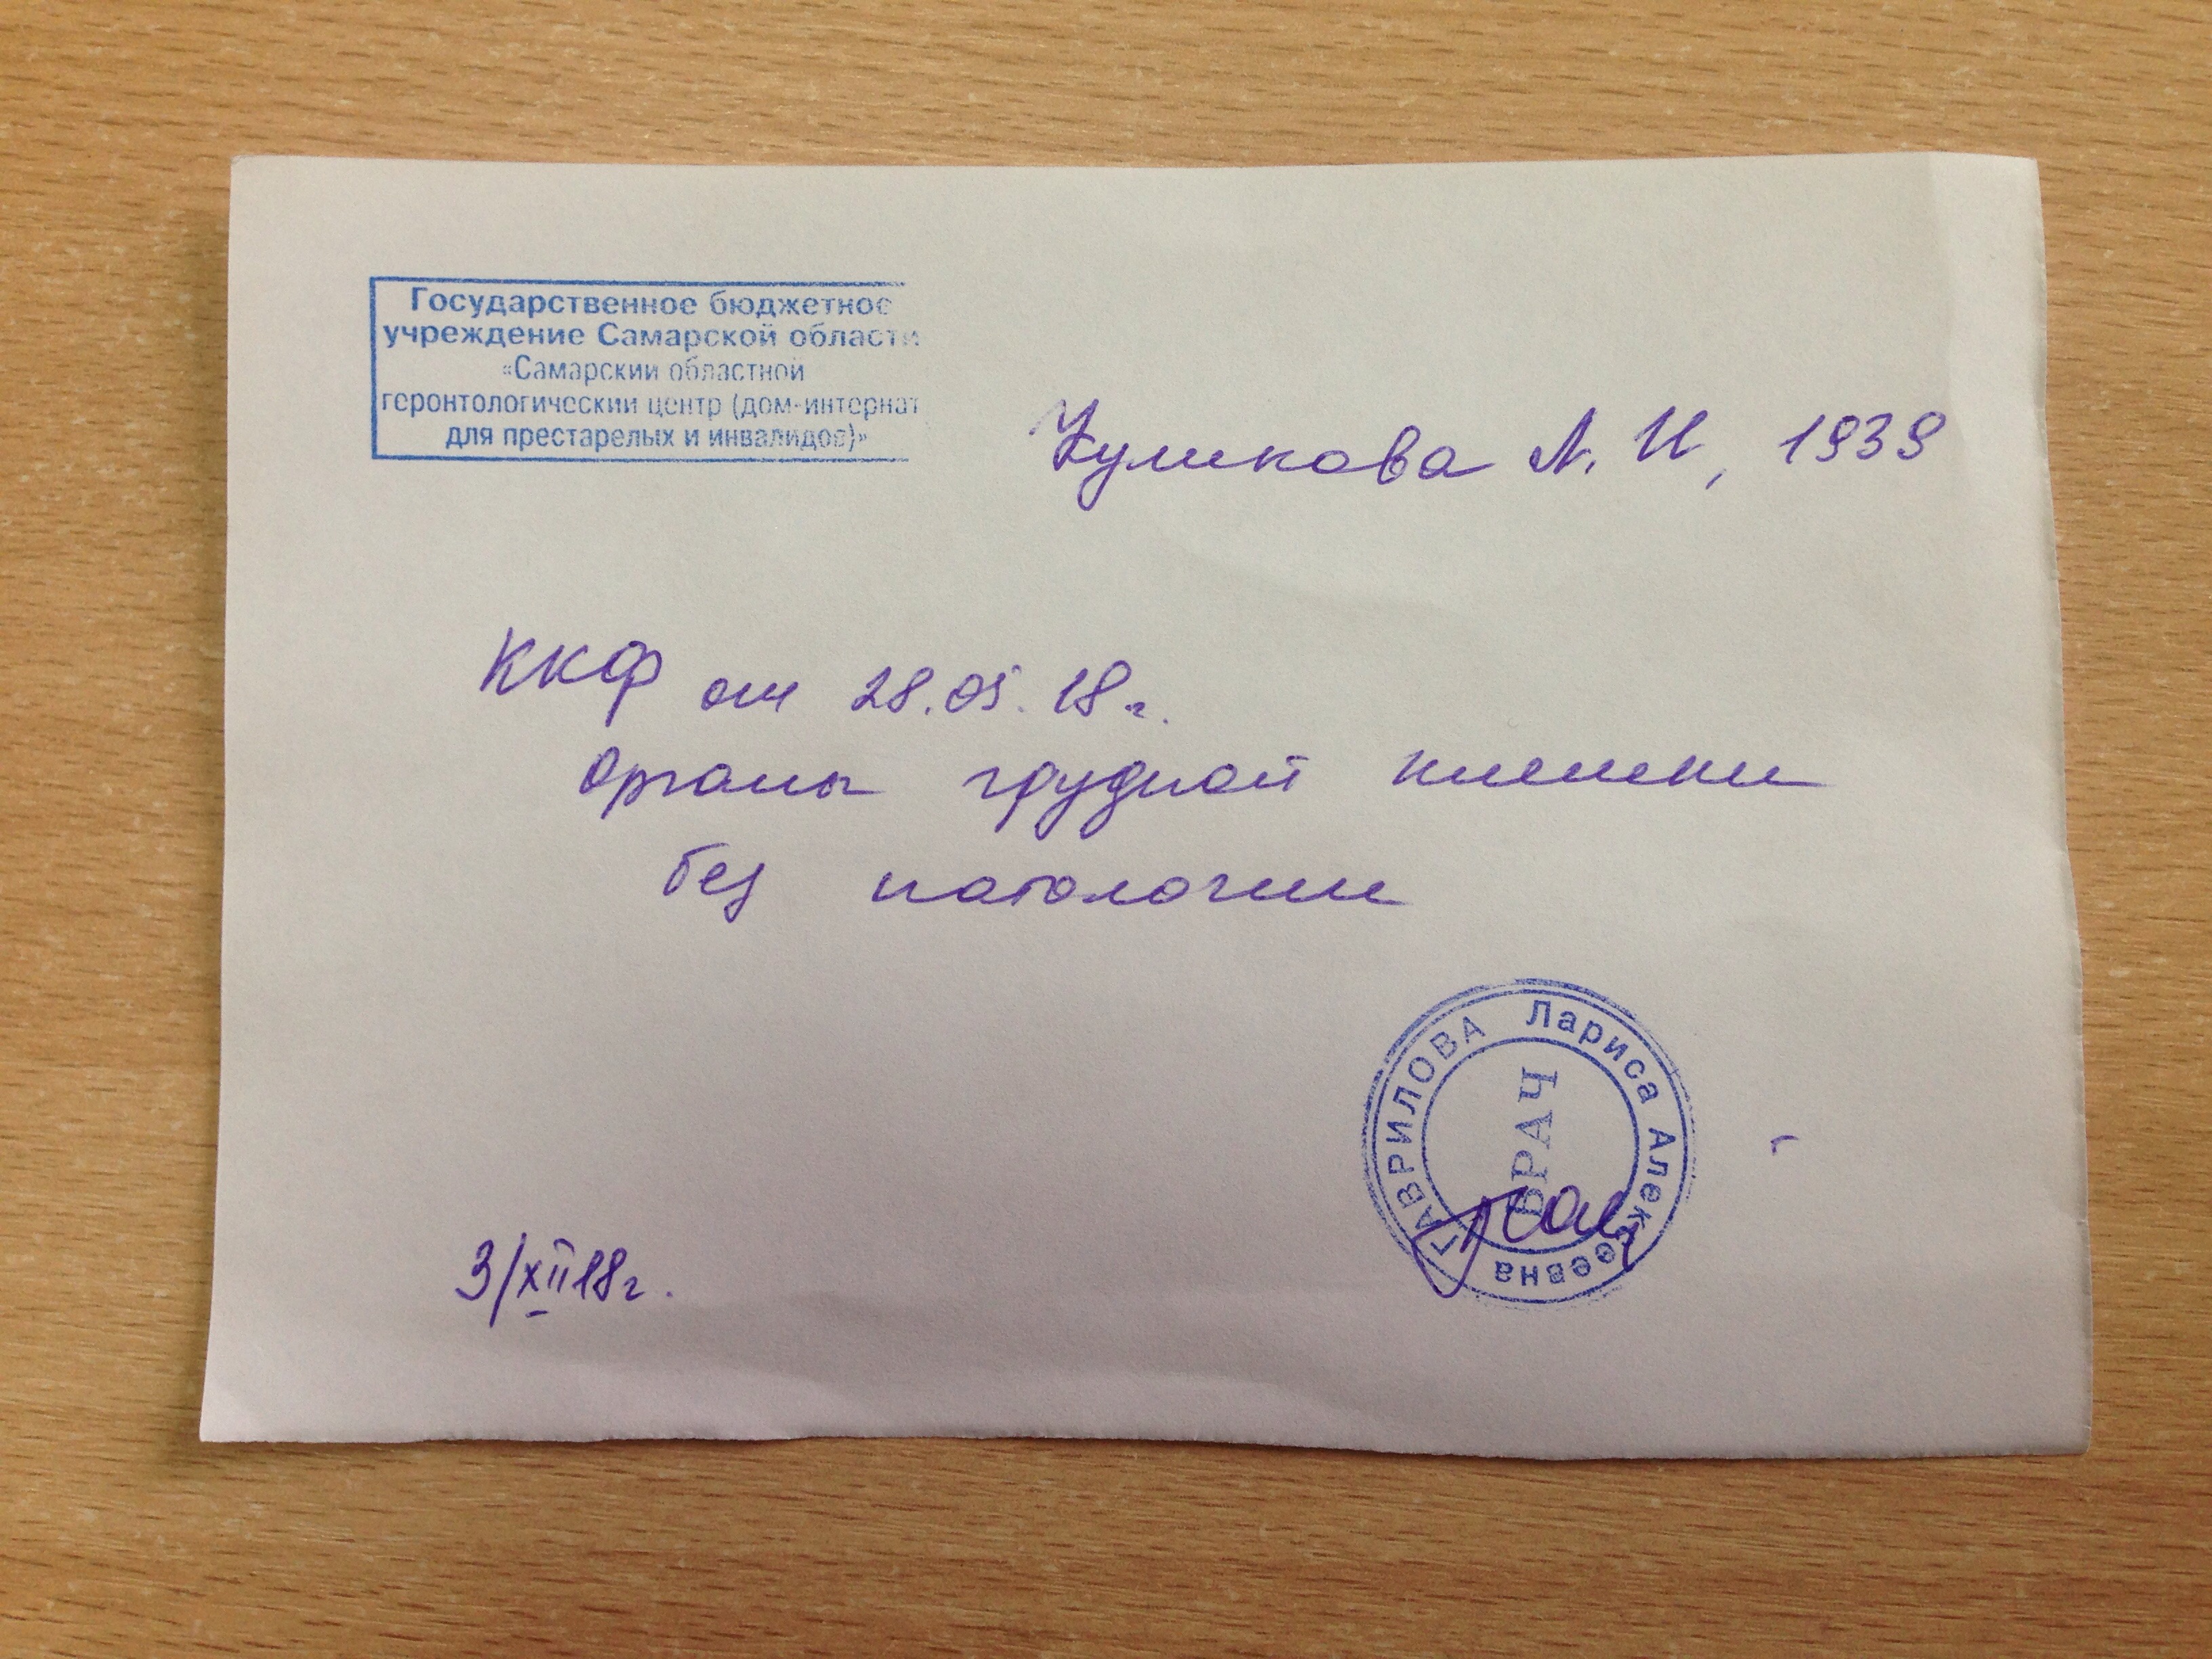 Государственное бюджетное
учреждение Самарской области
«Самарский областной
геронтологический центр (дом-интернат
для престарелых и инвалидов)»
Куликова Л. И, 1939
ККФ от 28.05.18г.
Органы грудной клетки
без патологии
ГАВРИЛОВА Лариса Алексеевна
ВРАЧ
3/XII 18г.